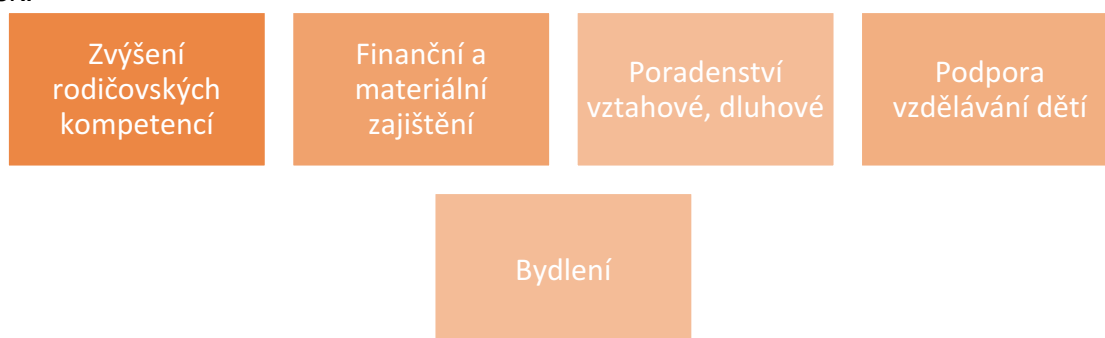 Zvýšení
rodičovských
kompetencí
Finanční a
materiální
zajištění
Poradenství
vztahové, dluhové
Podpora
vzdělávání dětí
Bydlení